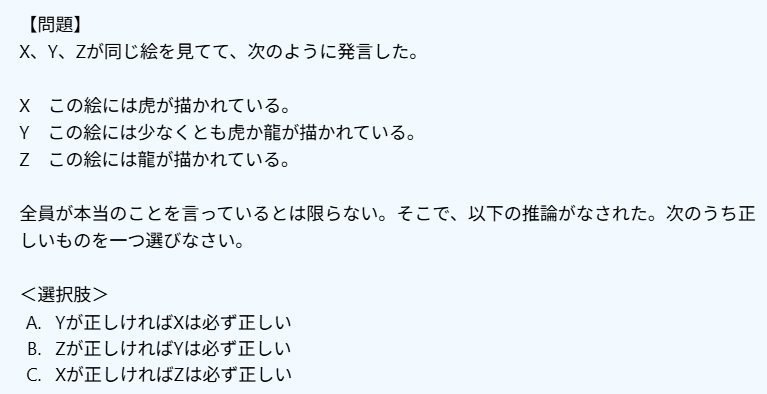 【問題】
X、Y、Zが同じ絵を見てて、次のように発言した。
X　この絵には虎が描かれている。
Y　この絵には少なくとも虎か龍が描かれている。
Z　この絵には龍が描かれている。
全員が本当のことを言っているとは限らない。そこで、以下の推論がなされた。次のうち正
しいものを一つ選びなさい。
＜選択肢＞
A. Yが正しければXは必ず正しい
B. Zが正しければYは必ず正しい
C. Xが正しければZは必ず正しい